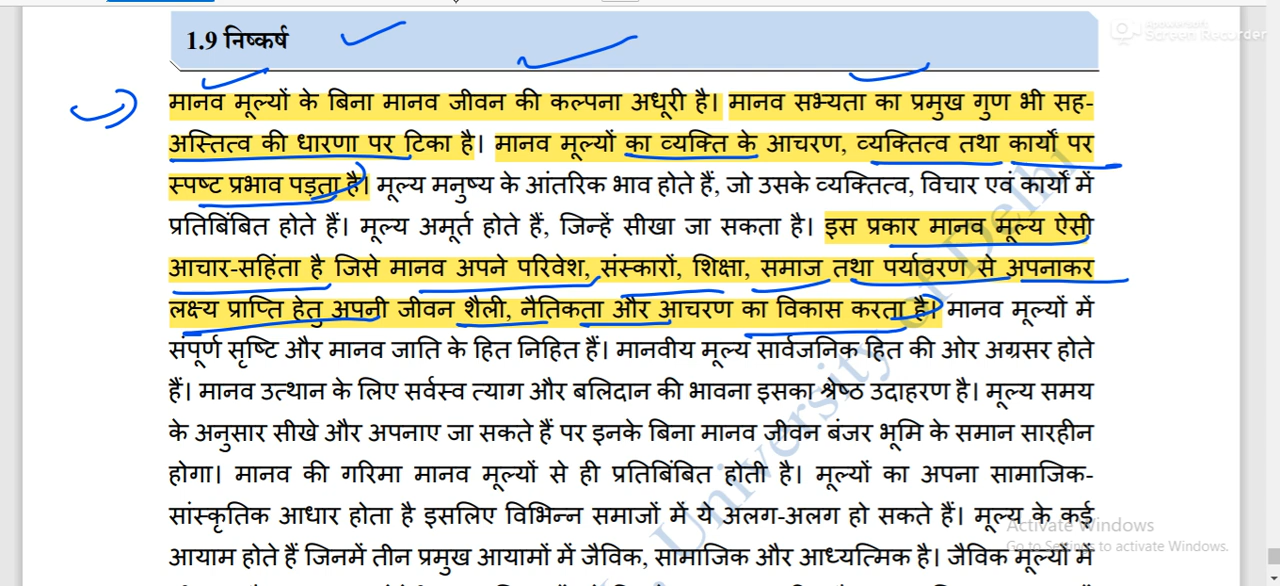 Apowersoft
Screen Recorder
1.9 निष्कर्ष
मानव मूल्यों के बिना मानव जीवन की कल्पना अधूरी है। मानव सभ्यता का प्रमुख गुण भी सह-
अस्तित्व की धारणा पर टिका है। मानव मूल्यों का व्यक्ति के आचरण, व्यक्तित्व तथा कार्यों पर
स्पष्ट प्रभाव पड़ता है। मूल्य मनुष्य के आंतरिक भाव होते हैं, जो उसके व्यक्तित्व, विचार एवं कार्यों में
प्रतिबिंबित होते हैं। मूल्य अमूर्त होते हैं, जिन्हें सीखा जा सकता है। इस प्रकार मानव मूल्य ऐसी
आचार-सहिंता है जिसे मानव अपने परिवेश, संस्कारों, शिक्षा, समाज तथा पर्यावरण से अपनाकर
लक्ष्य प्राप्ति हेतु अपनी जीवन शैली, नैतिकता और आचरण का विकास करता है। मानव मूल्यों में
संपूर्ण सृष्टि और मानव जाति के हित निहित हैं। मानवीय मूल्य सार्वजनिक हित की ओर अग्रसर होते
हैं। मानव उत्थान के लिए सर्वस्व त्याग और बलिदान की भावना इसका श्रेष्ठ उदाहरण है। मूल्य समय
के अनुसार सीखे और अपनाए जा सकते हैं पर इनके बिना मानव जीवन बंजर भूमि के समान सारहीन
होगा। मानव की गरिमा मानव मूल्यों से ही प्रतिबिंबित होती है। मूल्यों का अपना सामाजिक-
सांस्कृतिक आधार होता है इसलिए विभिन्न समाजों में ये अलग-अलग हो सकते हैं। मूल्य के कई
आयाम होते हैं जिनमें तीन प्रमुख आयामों में जैविक, सामाजिक और आध्यात्मिक है। जैविक मूल्यों में
University of Delhi
Activate Windows
Go to Settings to activate Windows.